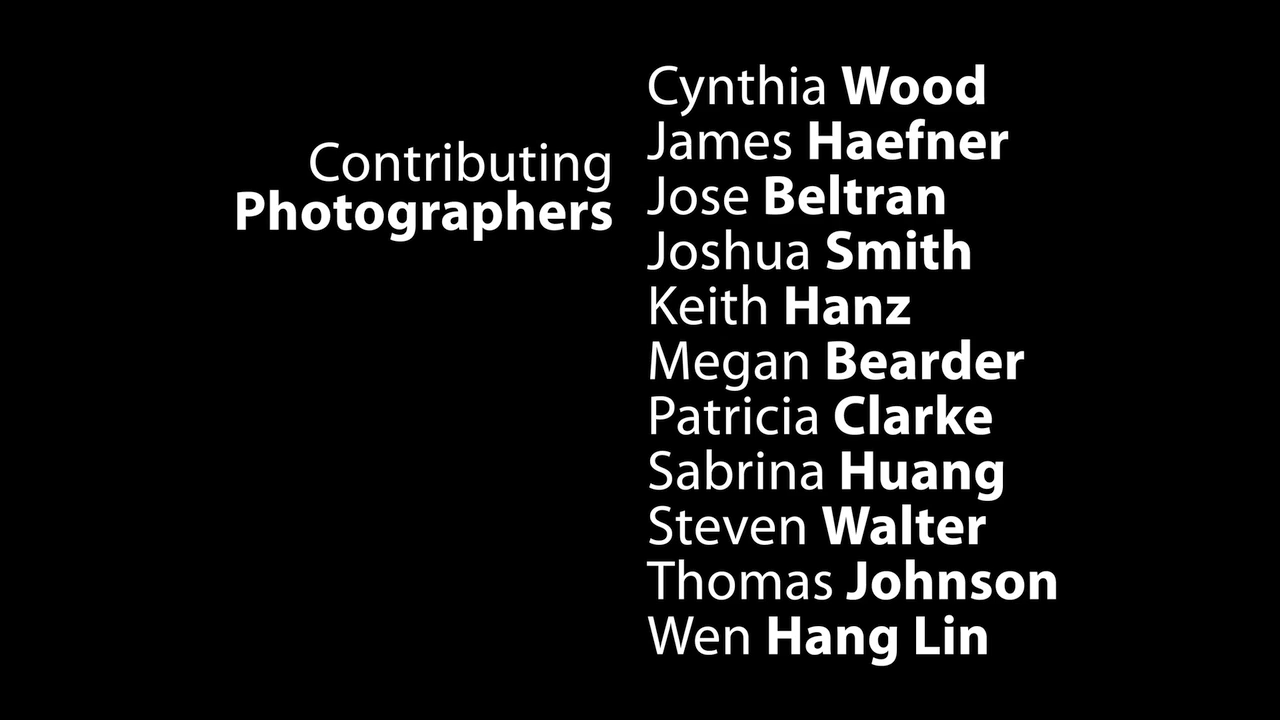 Contributing
Photographers
Cynthia Wood
James Haefner
Jose Beltran
Joshua Smith
Keith Hanz
Megan Bearder
Patricia Clarke
Sabrina Huang
Steven Walter
Thomas Johnson
Wen Hang Lin